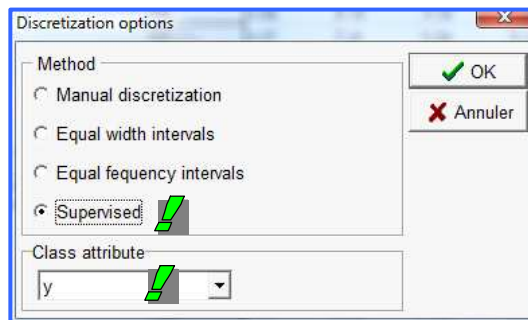 Discretization options
Method
Manual discretization
Equal width intervals
Equal fequency intervals
Supervised
Class attribute
y
OK
Annuler